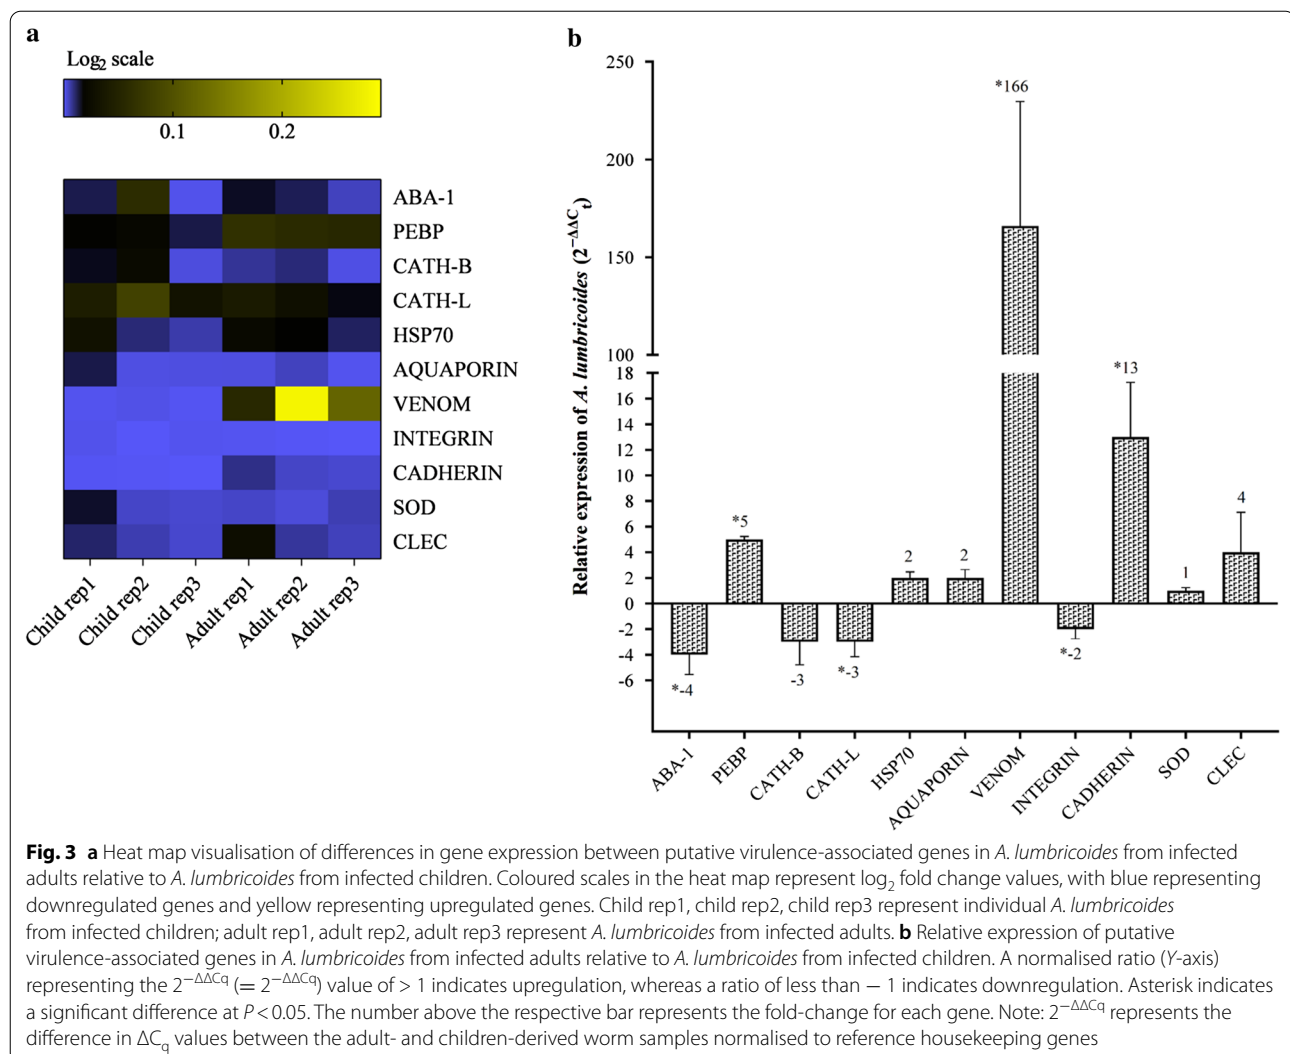 a
Log₂ scale
0.1 0.2
ABA-1
PEBP
CATH-B
CATH-L
HSP70
AQUAPORIN
VENOM
INTEGRIN
CADHERIN
SOD
CLEC
Child rep1
Child rep2
Child rep3
Adult rep1
Adult rep2
Adult rep3
b
Relative expression of A. lumbricoides (2^−ΔΔC_t)
250
200
150
100
18
16
14
12
10
8
6
4
2
0
-2
-4
-6
*-4
*5
-3
*-3
2
2
*166
*-2
*13
1
4
ABA-1
PEBP
CATH-B
CATH-L
HSP70
AQUAPORIN
VENOM
INTEGRIN
CADHERIN
SOD
CLEC
Fig. 3 a Heat map visualisation of differences in gene expression between putative virulence-associated genes in A. lumbricoides from infected
adults relative to A. lumbricoides from infected children. Coloured scales in the heat map represent log₂ fold change values, with blue representing
downregulated genes and yellow representing upregulated genes. Child rep1, child rep2, child rep3 represent individual A. lumbricoides
from infected children; adult rep1, adult rep2, adult rep3 represent A. lumbricoides from infected adults. b Relative expression of putative
virulence-associated genes in A. lumbricoides from infected adults relative to A. lumbricoides from infected children. A normalised ratio (Y-axis)
representing the 2^−ΔΔCq (= 2^−ΔΔCq) value of > 1 indicates upregulation, whereas a ratio of less than − 1 indicates downregulation. Asterisk indicates
a significant difference at P < 0.05. The number above the respective bar represents the fold-change for each gene. Note: 2^−ΔΔCq represents the
difference in ΔC_q values between the adult- and children-derived worm samples normalised to reference housekeeping genes